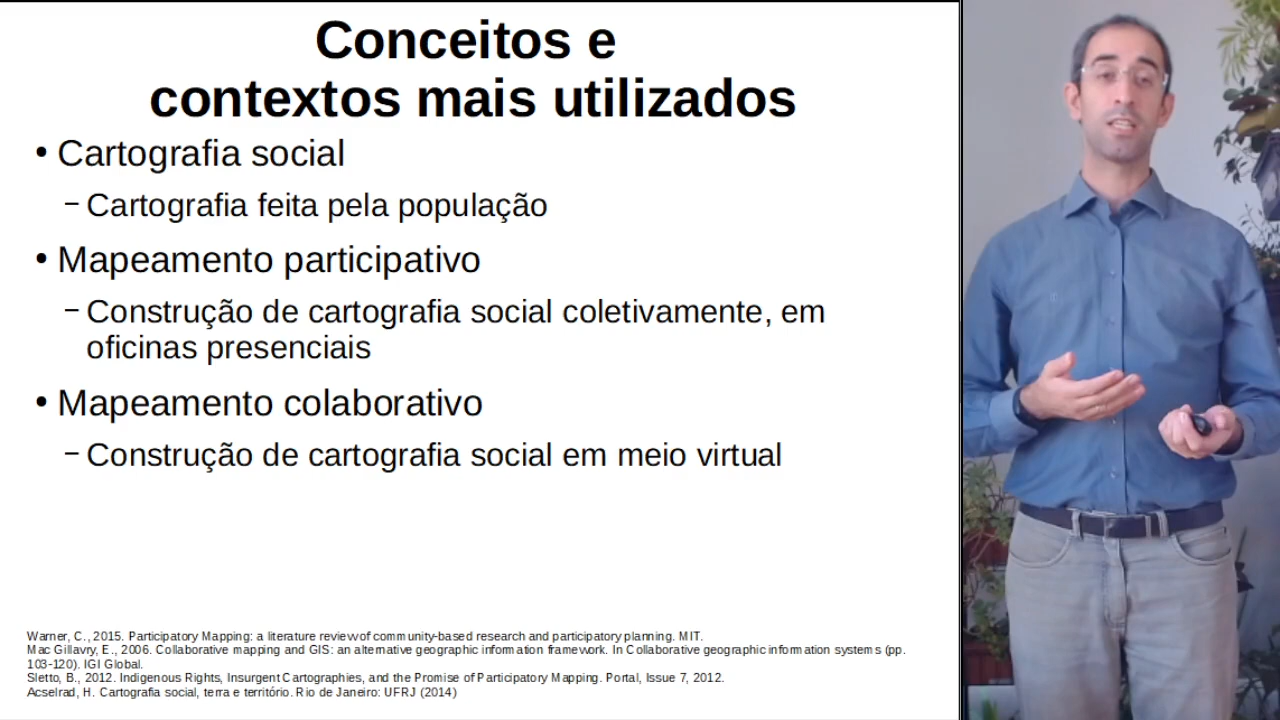 Conceitos e
contextos mais utilizados
• Cartografia social
– Cartografia feita pela população
• Mapeamento participativo
– Construção de cartografia social coletivamente, em
oficinas presenciais
• Mapeamento colaborativo
– Construção de cartografia social em meio virtual
Warner, C., 2015. Participatory Mapping: a literature review of community-based research and participatory planning. MIT.
Mac Gillavry, E., 2006. Collaborative mapping and GIS: an alternative geographic information framework. In Collaborative geographic information systems (pp.
103-120). IGI Global.
Sletto, B., 2012. Indigenous Rights, Insurgent Cartographies, and the Promise of Participatory Mapping. Portal, Issue 7, 2012.
Acselrad, H. Cartografia social, terra e território. Rio de Janeiro: UFRJ (2014)